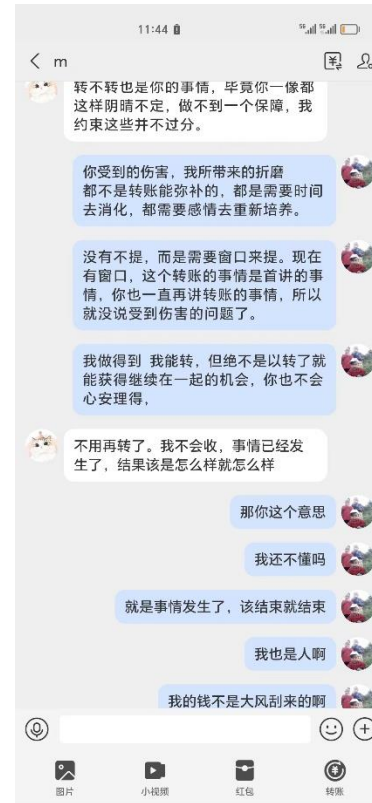 11:44
m
转不转也是你的事情，毕竟你一像都
这样阴晴不定，做不到一个保障，我
约束这些并不过分。
你受到的伤害，我所带来的折磨
都不是转账能弥补的，都是需要时间
去消化，都需要感情去重新培养。
没有不提，而是需要窗口来提。现在
有窗口，这个转账的事情是首讲的事
情，你也一直再讲转账的事情，所以
就没说受到伤害的问题了。
我做得到 我能转，但绝不是以转了就
能获得继续在一起的机会，你也不会
心安理得，
不用再转了。我不会收，事情已经发
生了，结果该是怎么样就怎么样
那你这个意思
我还不懂吗
就是事情发生了，该结束就结束
我也是人啊
我的钱不是大风刮来的啊
图片 小视频 红包 转账